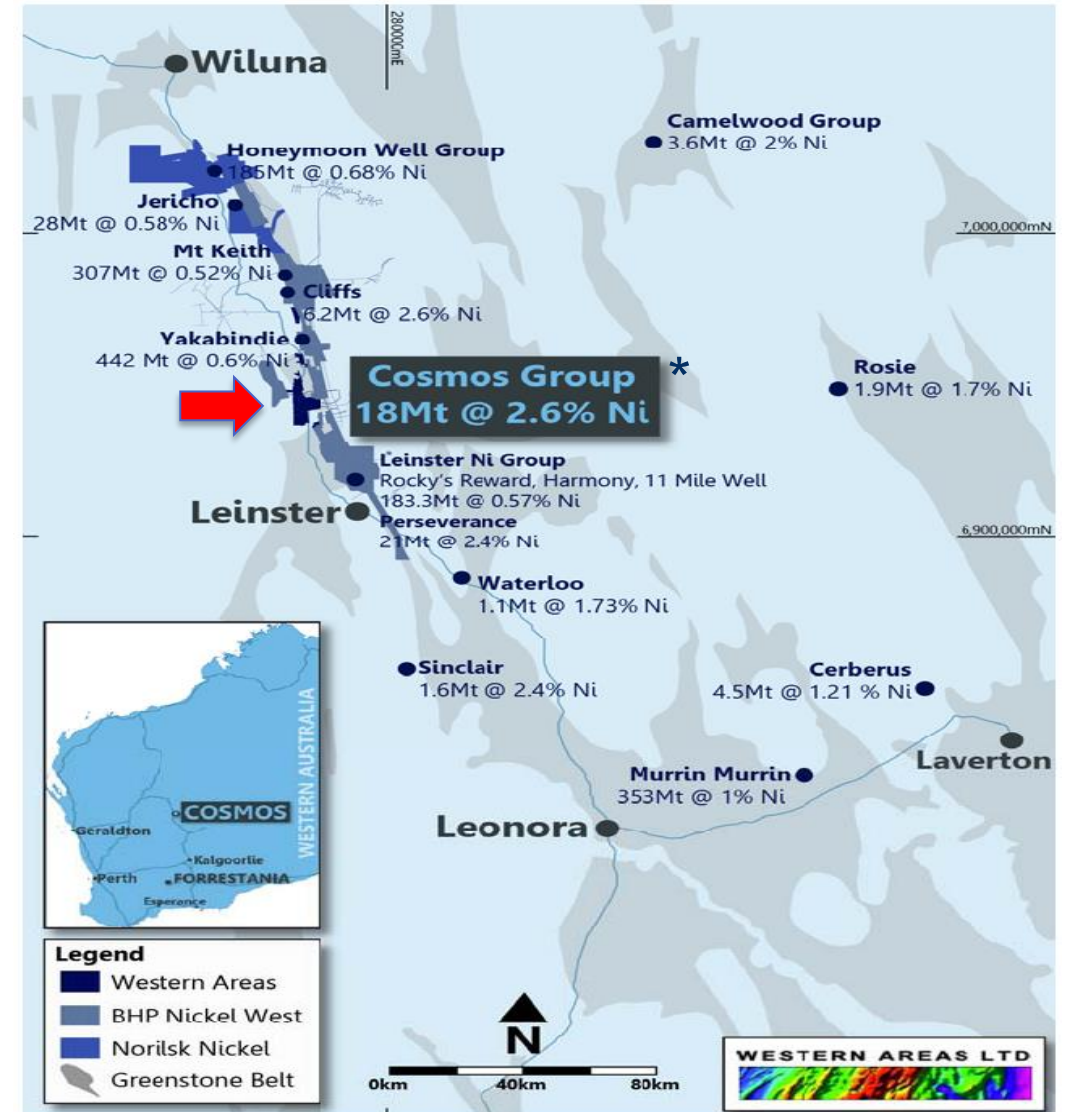 280000mE
Wiluna
Camelwood Group
3.6Mt @ 2% Ni
Honeymoon Well Group
185Mt @ 0.68% Ni
Jericho
28Mt @ 0.58% Ni
7,000,000mN
Mt Keith
307Mt @ 0.52% Ni
Cliffs
6.2Mt @ 2.6% Ni
Yakabindie
442 Mt @ 0.6% Ni
Cosmos Group
18Mt @ 2.6% Ni
*
Rosie
1.9Mt @ 1.7% Ni
Leinster Ni Group
Rocky's Reward, Harmony, 11 Mile Well
183.3Mt @ 0.57% Ni
Leinster
Perseverance
21Mt @ 2.4% Ni
6,900,000mN
Waterloo
1.1Mt @ 1.73% Ni
Sinclair
1.6Mt @ 2.4% Ni
Cerberus
4.5Mt @ 1.21 % Ni
Laverton
Murrin Murrin
353Mt @ 1% Ni
Leonora
WESTERN AUSTRALIA
COSMOS
Geraldton
Kalgoorlie
Perth
FORRESTANIA
Esperance
Legend
Western Areas
BHP Nickel West
Norilsk Nickel
Greenstone Belt
N
0km 40km 80km
WESTERN AREAS LTD